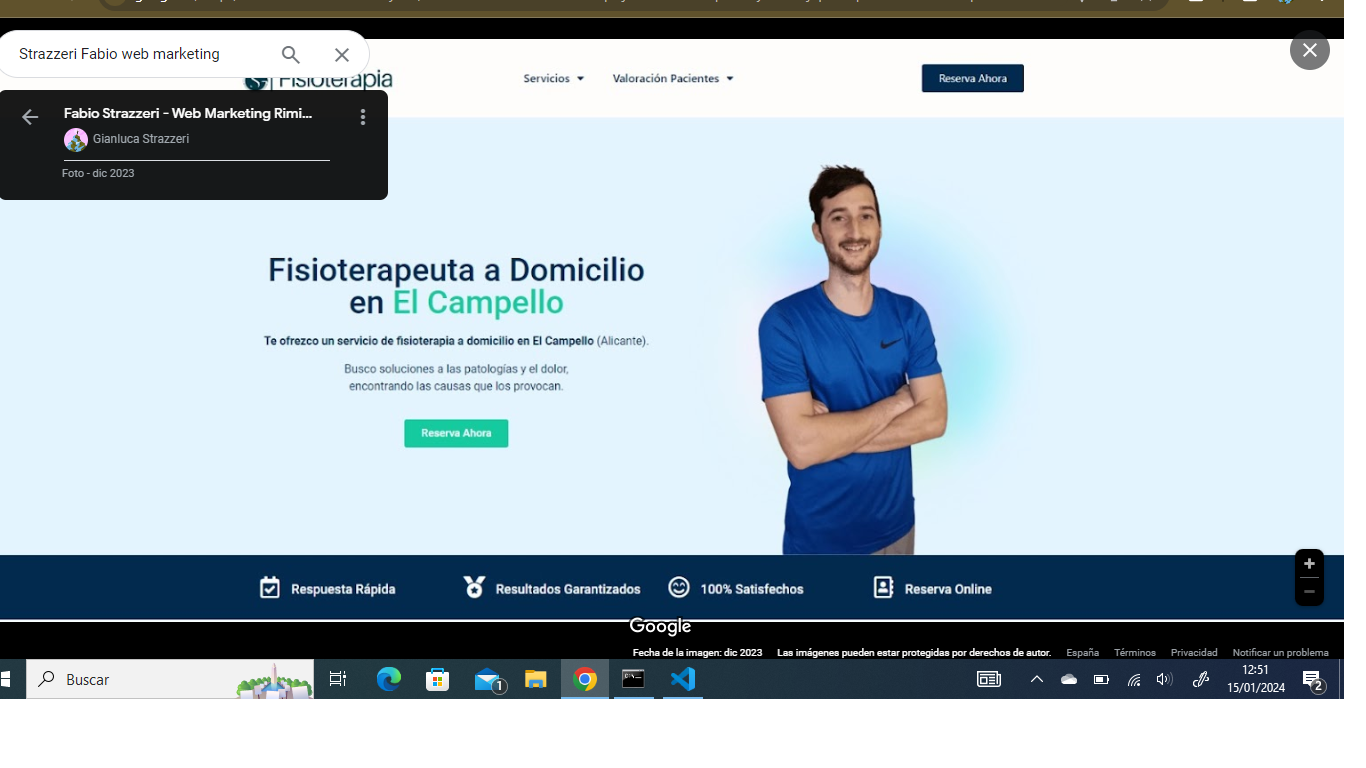 Strazzeri Fabio web marketing
Fabio Strazzeri - Web Marketing Rimi...
Gianluca Strazzeri
Foto - dic 2023
Fisioterapia
Servicios
Valoración Pacientes
Reserva Ahora
Fisioterapeuta a Domicilio
en El Campello
Te ofrezco un servicio de fisioterapia a domicilio en El Campello (Alicante).
Busco soluciones a las patologías y el dolor,
encontrando las causas que los provocan.
Reserva Ahora
Respuesta Rápida
Resultados Garantizados
100% Satisfechos
Reserva Online
Google
Fecha de la imagen: dic 2023 Las imágenes pueden estar protegidas por derechos de autor. España Términos Privacidad Notificar un problema
Buscar
1
12:51
15/01/2024
2